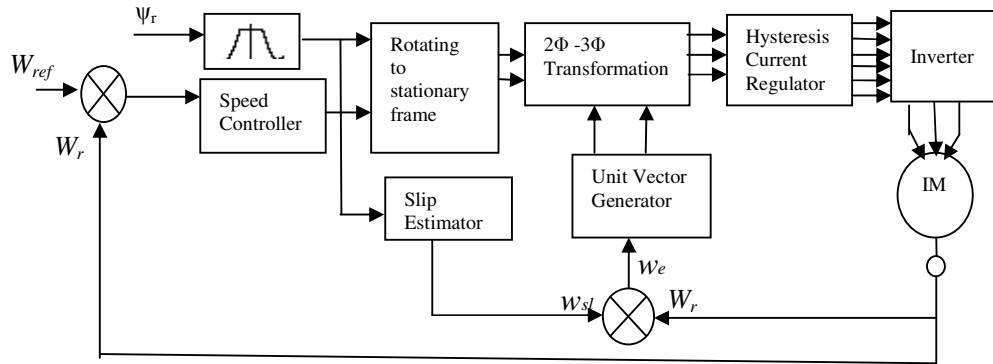 ψr
Wref
Wr
Speed
Controller
Rotating
to
stationary
frame
2Φ -3Φ
Transformation
Hysteresis
Current
Regulator
Inverter
IM
Slip
Estimator
Unit Vector
Generator
we
wsl
Wr